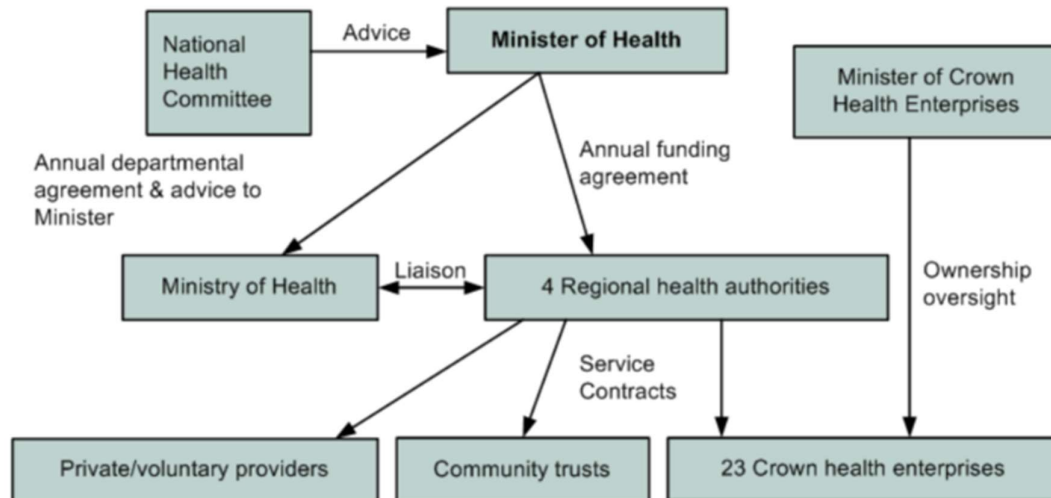 National
Health
Committee
Advice
Minister of Health
Minister of Crown
Health Enterprises
Annual departmental
agreement & advice to
Minister
Annual funding
agreement
Ministry of Health
Liaison
4 Regional health authorities
Ownership
oversight
Service
Contracts
Private/voluntary providers
Community trusts
23 Crown health enterprises